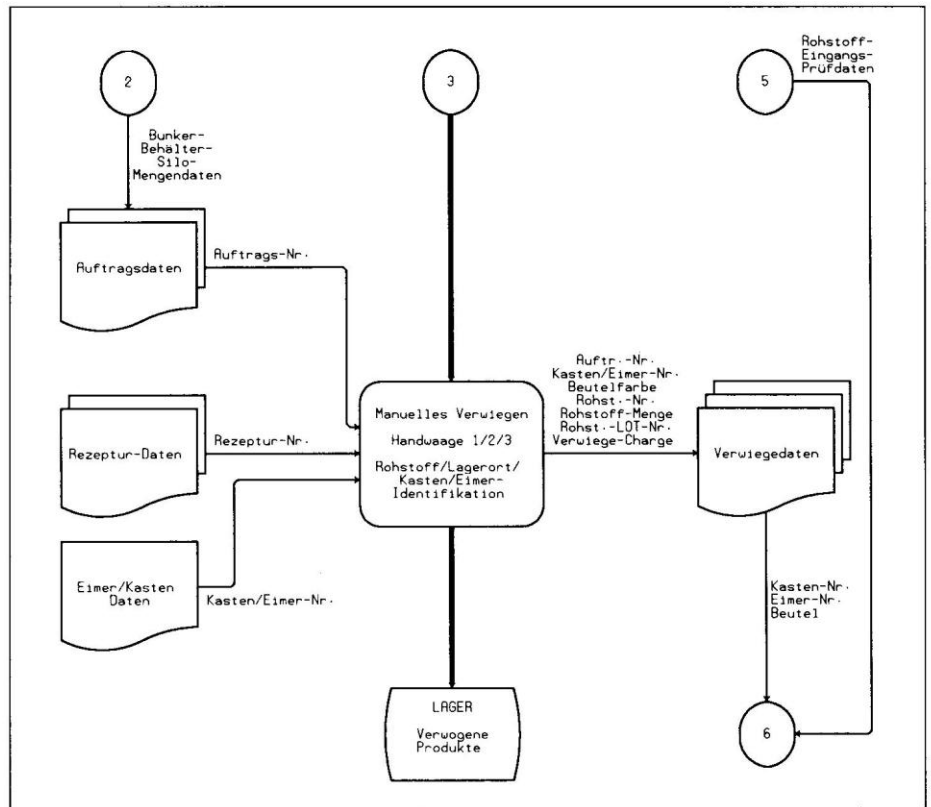 2
3
5
Rohstoff-
Eingangs-
Prüfdaten
Bunker-
Behälter-
Silo-
Mengendaten
Auftragsdaten
Auftrags-Nr.
Rezeptur-Daten
Rezeptur-Nr.
Eimer/Kasten
Daten
Kasten/Eimer-Nr.
Manuelles Verwiegen
Handwaage 1/2/3
Rohstoff/Lagerort/
Kasten/Eimer-
Identifikation
Auftr.-Nr.
Kasten/Eimer-Nr.
Beutelfarbe
Rohst.-Nr.
Rohstoff-Menge
Rohst.-LOT-Nr.
Verwiege-Charge
Verwiegedaten
Kasten-Nr.
Eimer-Nr.
Beutel
LAGER
Verwogene
Produkte
6